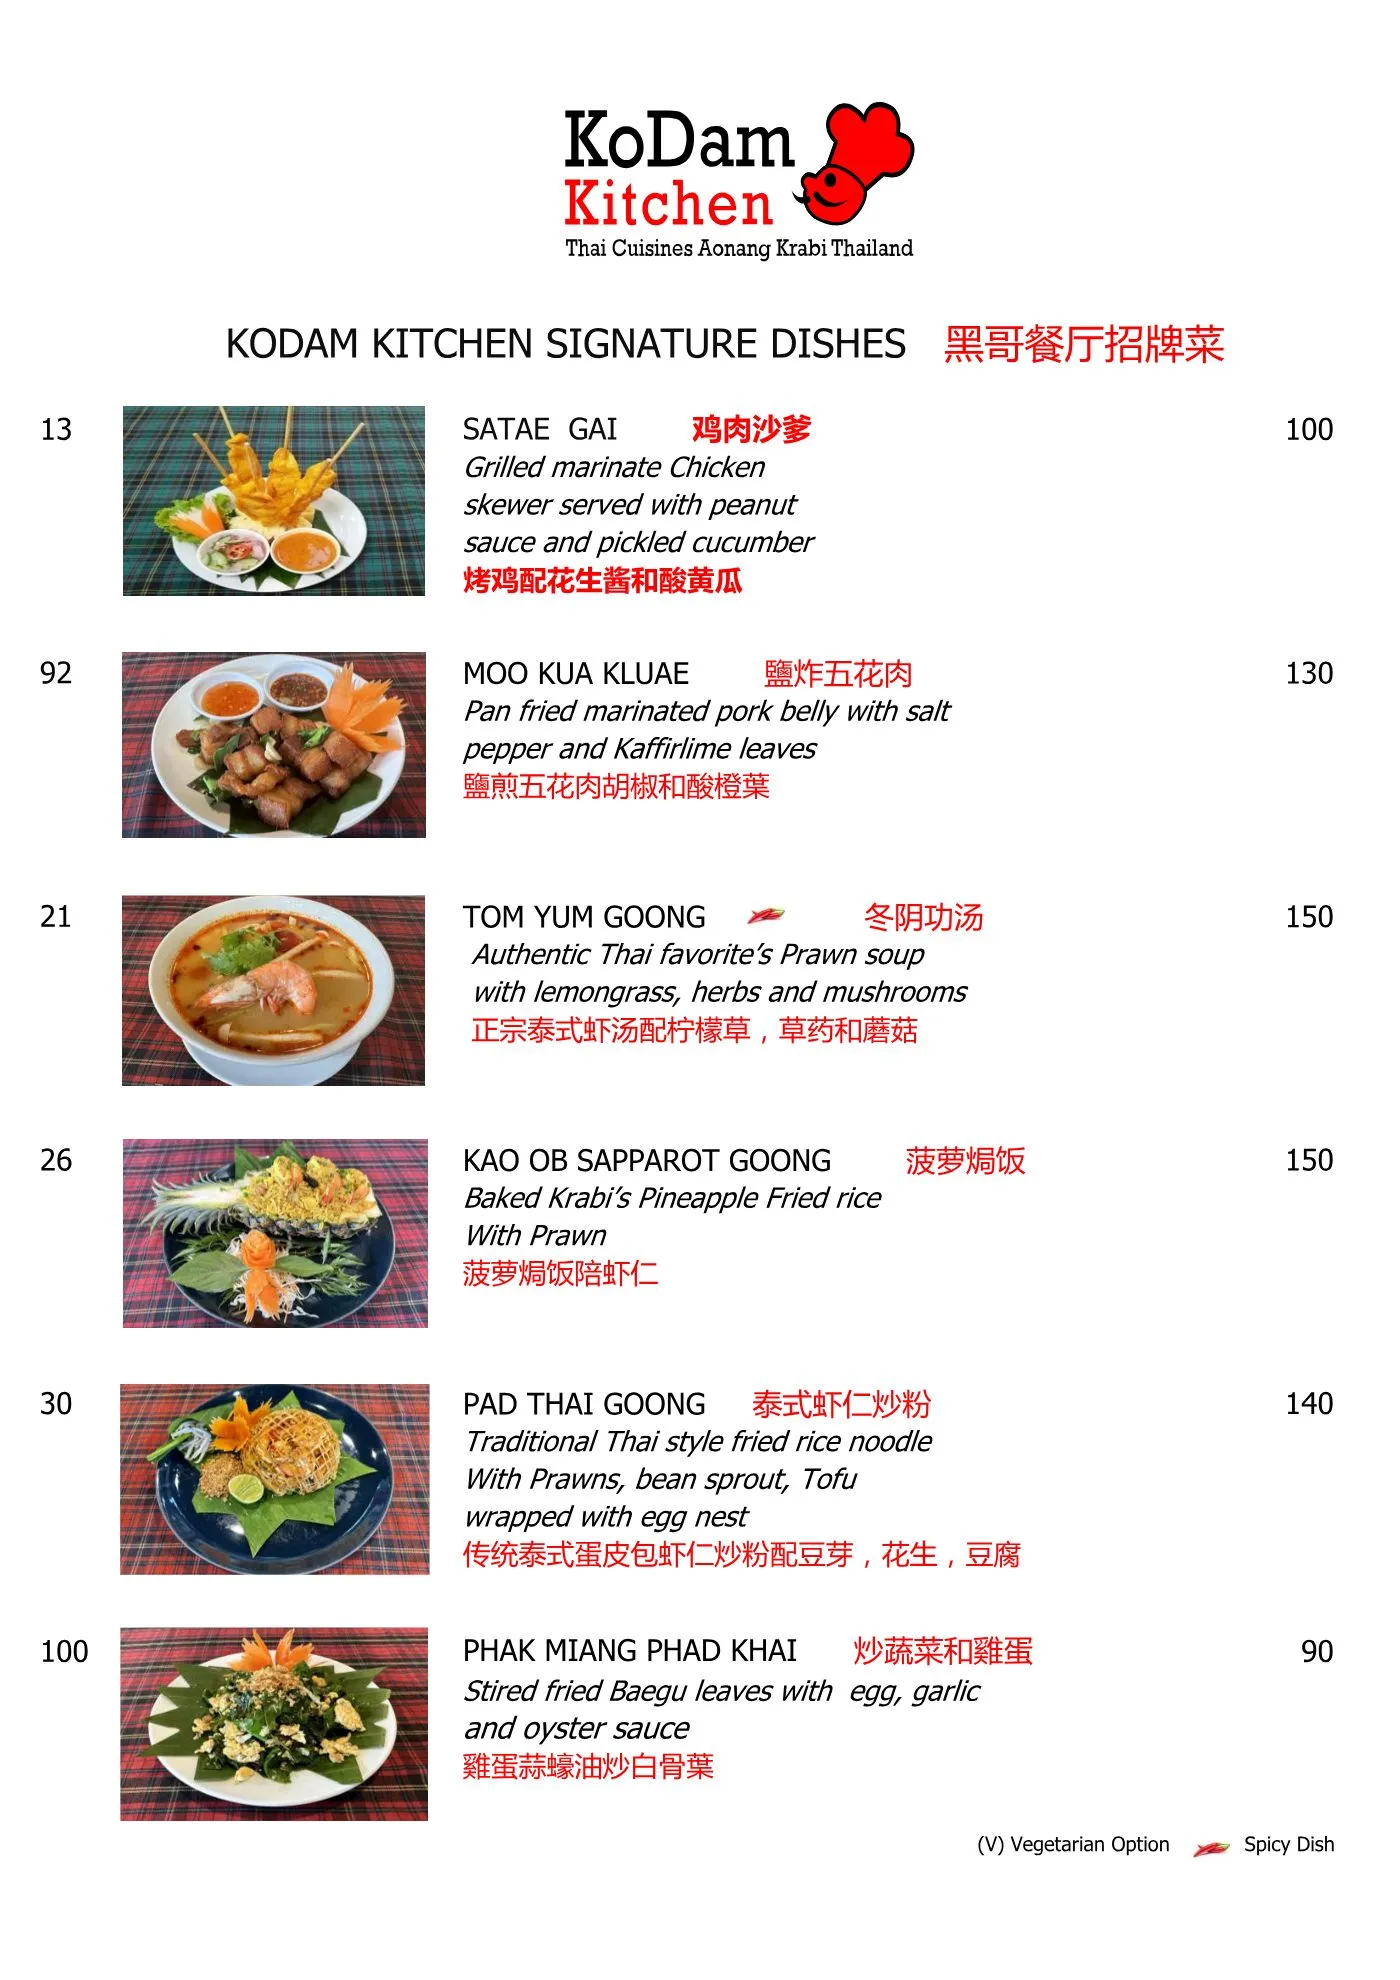 KoDam
Kitchen
Thai Cuisines Aonang Krabi Thailand
KODAM KITCHEN SIGNATURE DISHES 黑哥餐厅招牌菜
13 SATAE GAI 鸡肉沙爹 100
Grilled marinate Chicken
skewer served with peanut
sauce and pickled cucumber
烤鸡配花生酱和酸黄瓜
92 MOO KUA KLUAE 鹽炸五花肉 130
Pan fried marinated pork belly with salt
pepper and Kaffirlime leaves
鹽煎五花肉胡椒和酸橙葉
21 TOM YUM GOONG 冬阴功汤 150
Authentic Thai favorite’s Prawn soup
with lemongrass, herbs and mushrooms
正宗泰式虾汤配柠檬草，草药和蘑菇
26 KAO OB SAPPAROT GOONG 菠萝焗饭 150
Baked Krabi’s Pineapple Fried rice
With Prawn
菠萝焗饭陪虾仁
30 PAD THAI GOONG 泰式虾仁炒粉 140
Traditional Thai style fried rice noodle
With Prawns, bean sprout, Tofu
wrapped with egg nest
传统泰式蛋皮包虾仁炒粉配豆芽，花生，豆腐
100 PHAK MIANG PHAD KHAI 炒蔬菜和雞蛋 90
Stired fried Baegu leaves with egg, garlic
and oyster sauce
雞蛋蒜蠔油炒白骨葉
(V) Vegetarian Option Spicy Dish